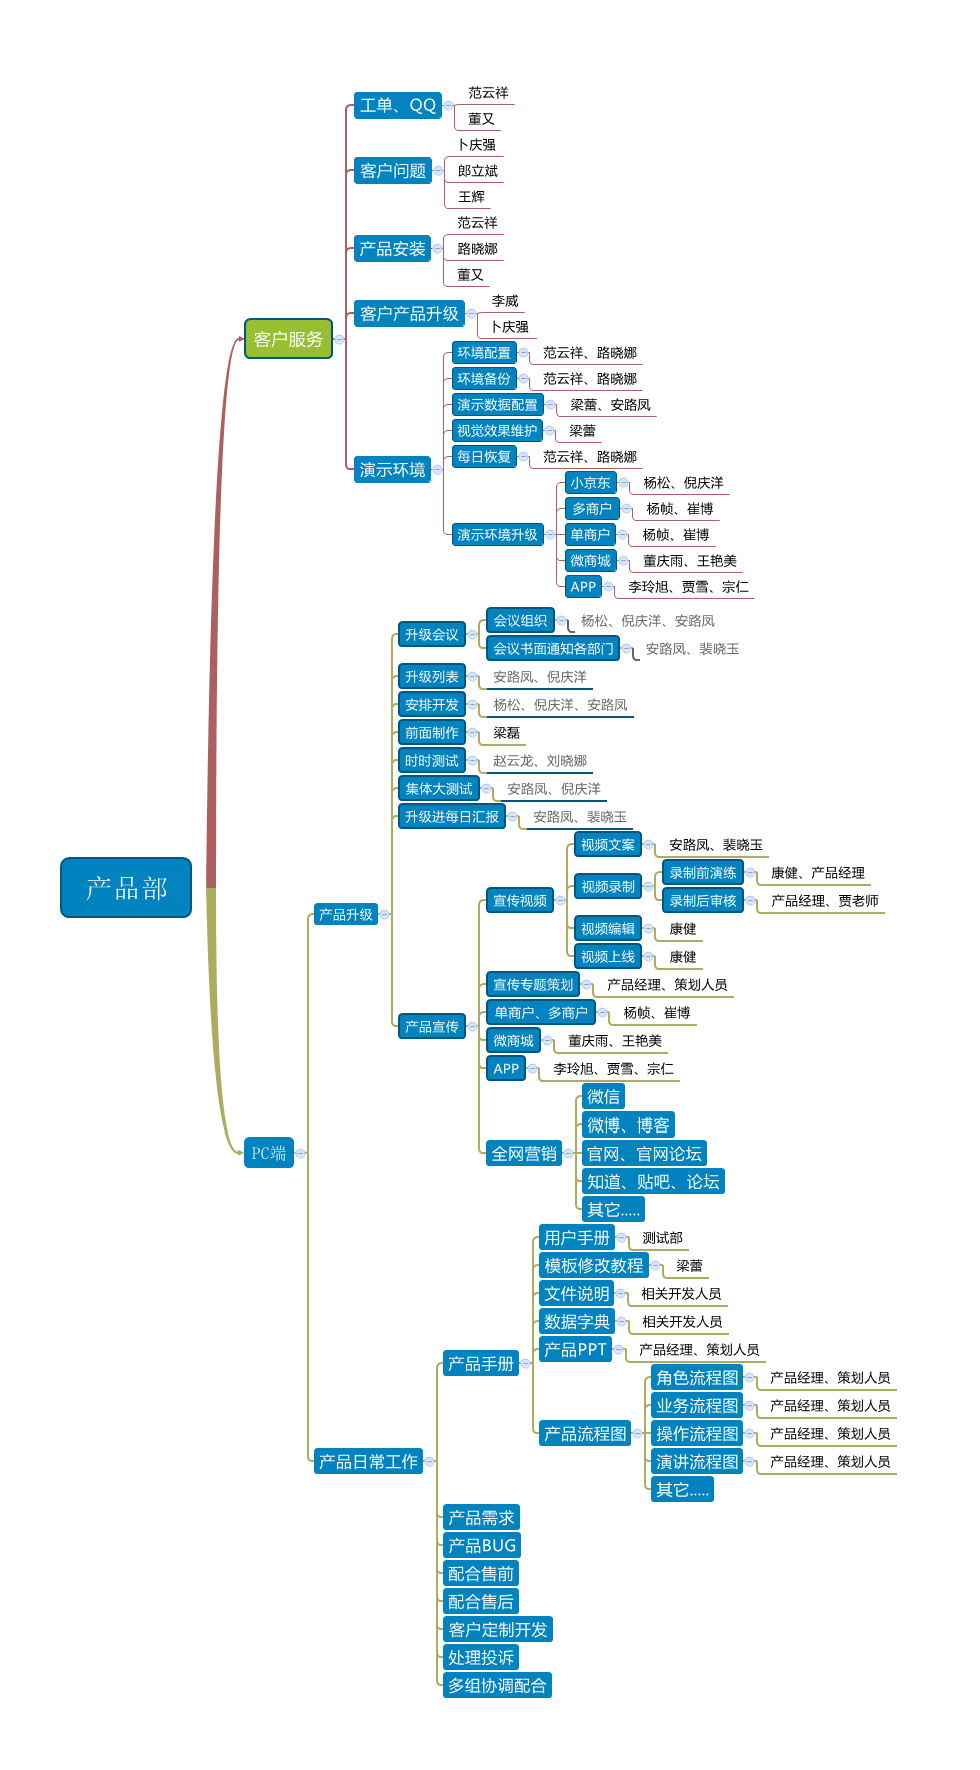 产品部
客户服务
工单、QQ
范云祥
董又
客户问题
卜庆强
郎立斌
王辉
产品安装
范云祥
路晓娜
董又
客户产品升级
李威
卜庆强
演示环境
环境配置
范云祥、路晓娜
环境备份
范云祥、路晓娜
演示数据配置
梁蕾、安路凤
视觉效果维护
梁蕾
每日恢复
范云祥、路晓娜
演示环境升级
小京东
杨松、倪庆洋
多商户
杨帧、崔博
单商户
杨帧、崔博
微商城
董庆雨、王艳美
APP
李玲旭、贾雪、宗仁
PC端
产品升级
升级会议
会议组织
杨松、倪庆洋、安路凤
会议书面通知各部门
安路凤、裴晓玉
升级列表
安路凤、倪庆洋
安排开发
杨松、倪庆洋、安路凤
前面制作
梁磊
时时测试
赵云龙、刘晓娜
集体大测试
安路凤、倪庆洋
升级进每日汇报
安路凤、裴晓玉
产品宣传
宣传视频
视频文案
安路凤、裴晓玉
视频录制
录制前演练
康健、产品经理
录制后审核
产品经理、贾老师
视频编辑
康健
视频上线
康健
宣传专题策划
产品经理、策划人员
单商户、多商户
杨帧、崔博
微商城
董庆雨、王艳美
APP
李玲旭、贾雪、宗仁
全网营销
微信
微博、博客
官网、官网论坛
知道、贴吧、论坛
其它.....
产品日常工作
产品手册
用户手册
测试部
模板修改教程
梁蕾
文件说明
相关开发人员
数据字典
相关开发人员
产品PPT
产品经理、策划人员
产品流程图
角色流程图
产品经理、策划人员
业务流程图
产品经理、策划人员
操作流程图
产品经理、策划人员
演讲流程图
产品经理、策划人员
其它.....
产品需求
产品BUG
配合售前
配合售后
客户定制开发
处理投诉
多组协调配合